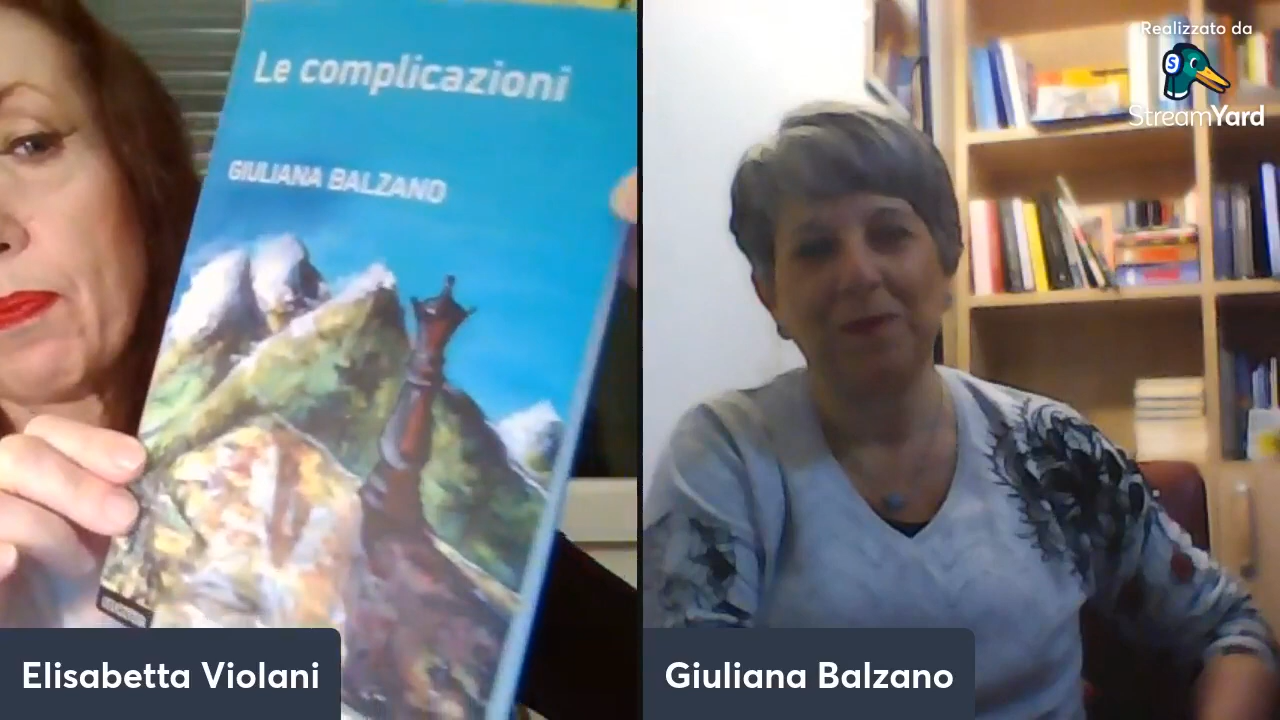 Le complicazioni
GIULIANA BALZANO
Realizzato da
StreamYard
Elisabetta Violani
Giuliana Balzano